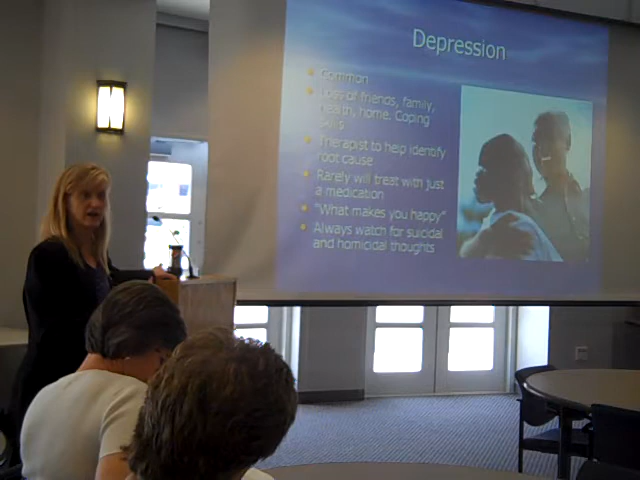 Depression
Common
Loss of friends, family,
health, home. Coping
skills
Therapist to help identify
root cause
Rarely will treat with just
a medication
"What makes you happy"
Always watch for suicidal
and homicidal thoughts